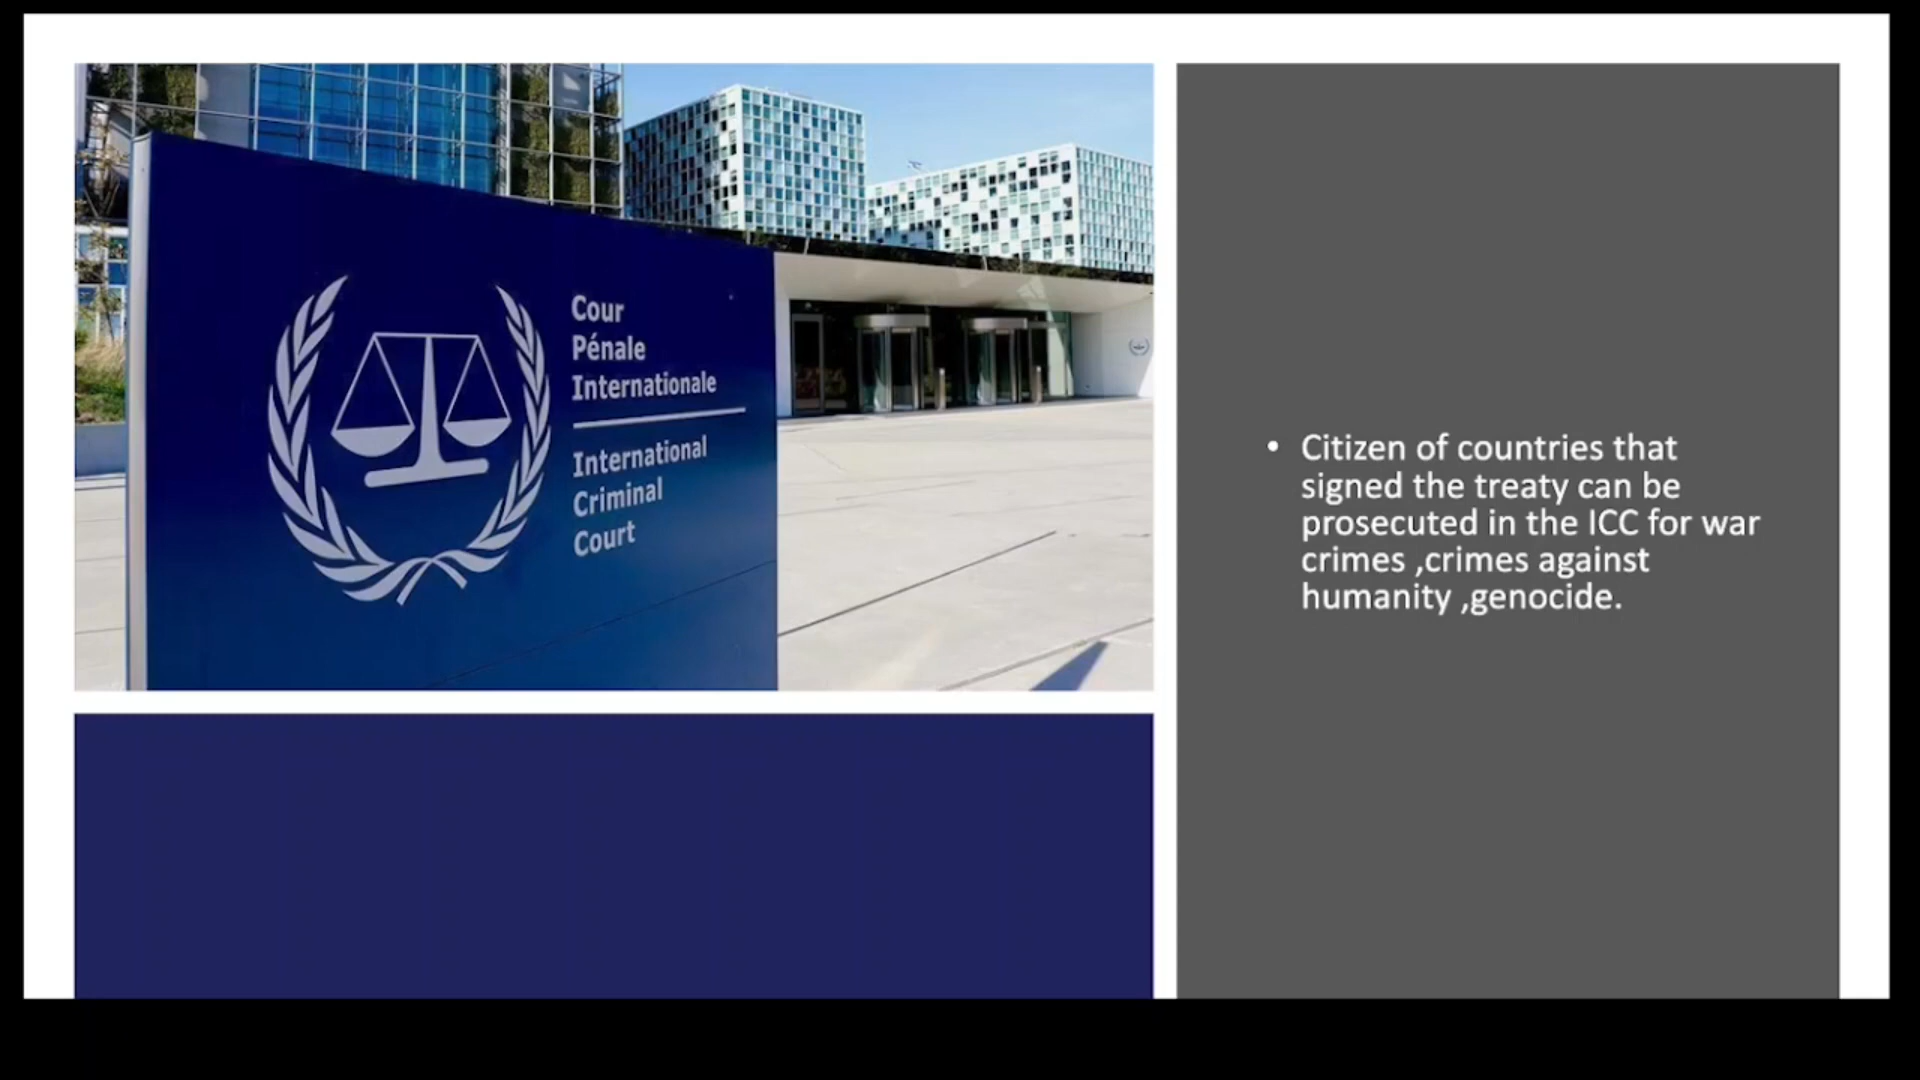 Cour
Pénale
Internationale
International
Criminal
Court
• Citizen of countries that
signed the treaty can be
prosecuted in the ICC for war
crimes ,crimes against
humanity ,genocide.